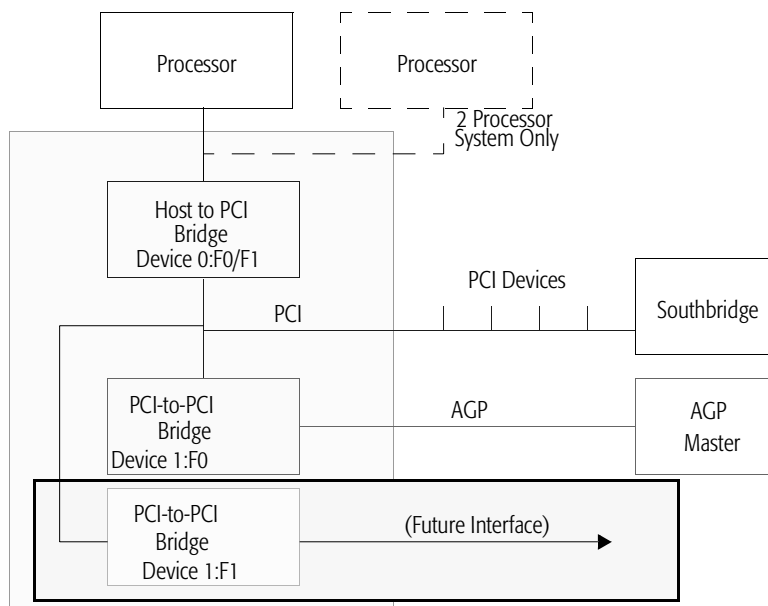 Processor
Processor
2 Processor
System Only
Host to PCI
Bridge
Device 0:F0/F1
PCI Devices
PCI
Southbridge
PCI-to-PCI
Bridge
Device 1:F0
AGP
AGP
Master
PCI-to-PCI
Bridge
Device 1:F1
(Future Interface)